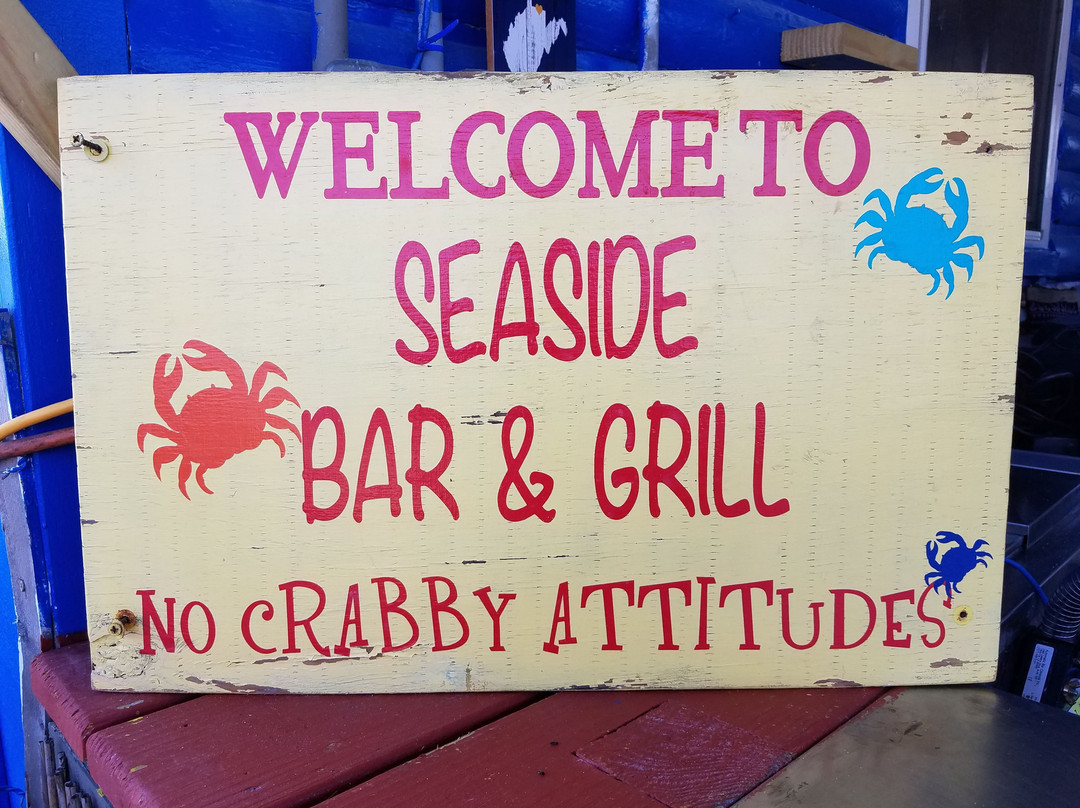 WELCOME TO
SEASIDE
BAR & GRILL
NO CRABBY ATTITUDES